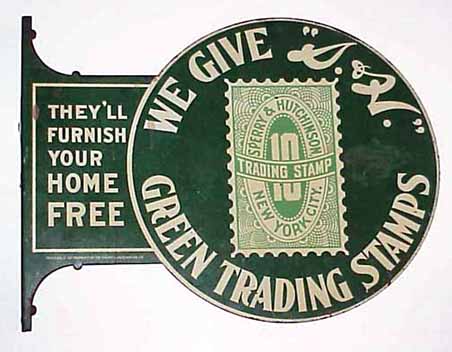 THEY'LL
FURNISH
YOUR
HOME
FREE
WE GIVE "S.&H."
GREEN TRADING STAMPS
SPERRY & HUTCHINSON
10
TRADING STAMP
NEW YORK CITY.